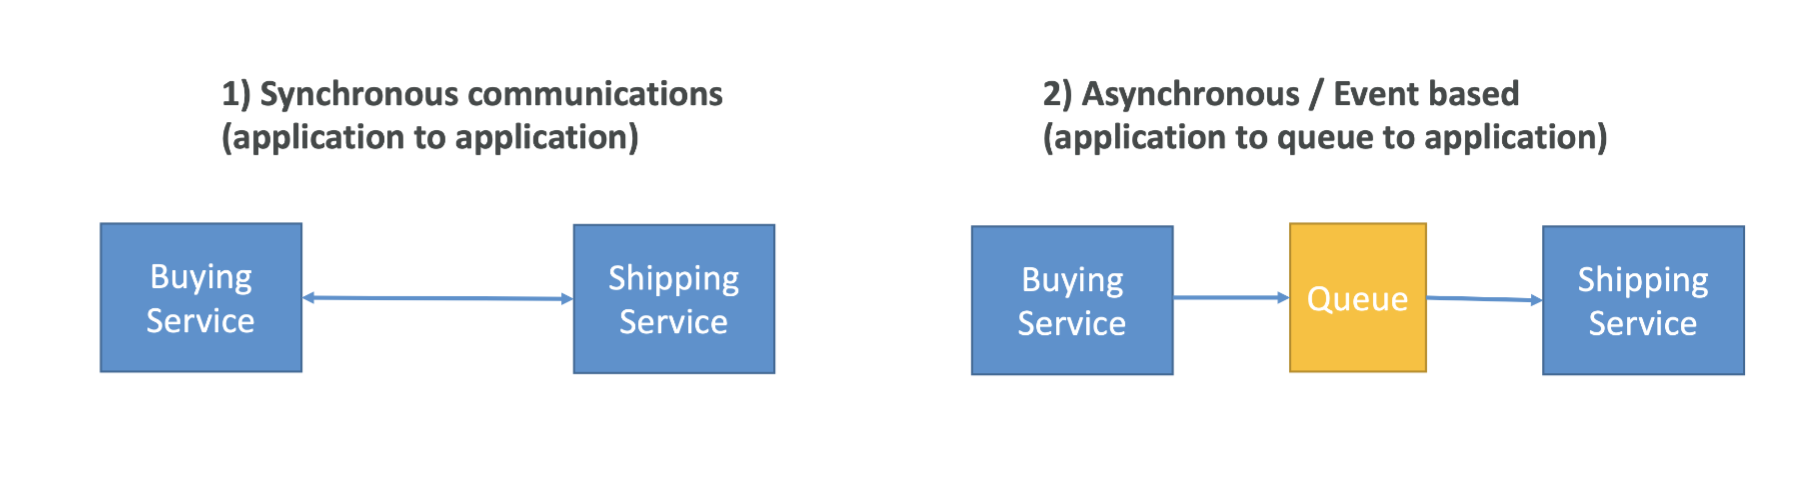 1) Synchronous communications
(application to application)
2) Asynchronous / Event based
(application to queue to application)
Buying
Service
Shipping
Service
Buying
Service
Queue
Shipping
Service